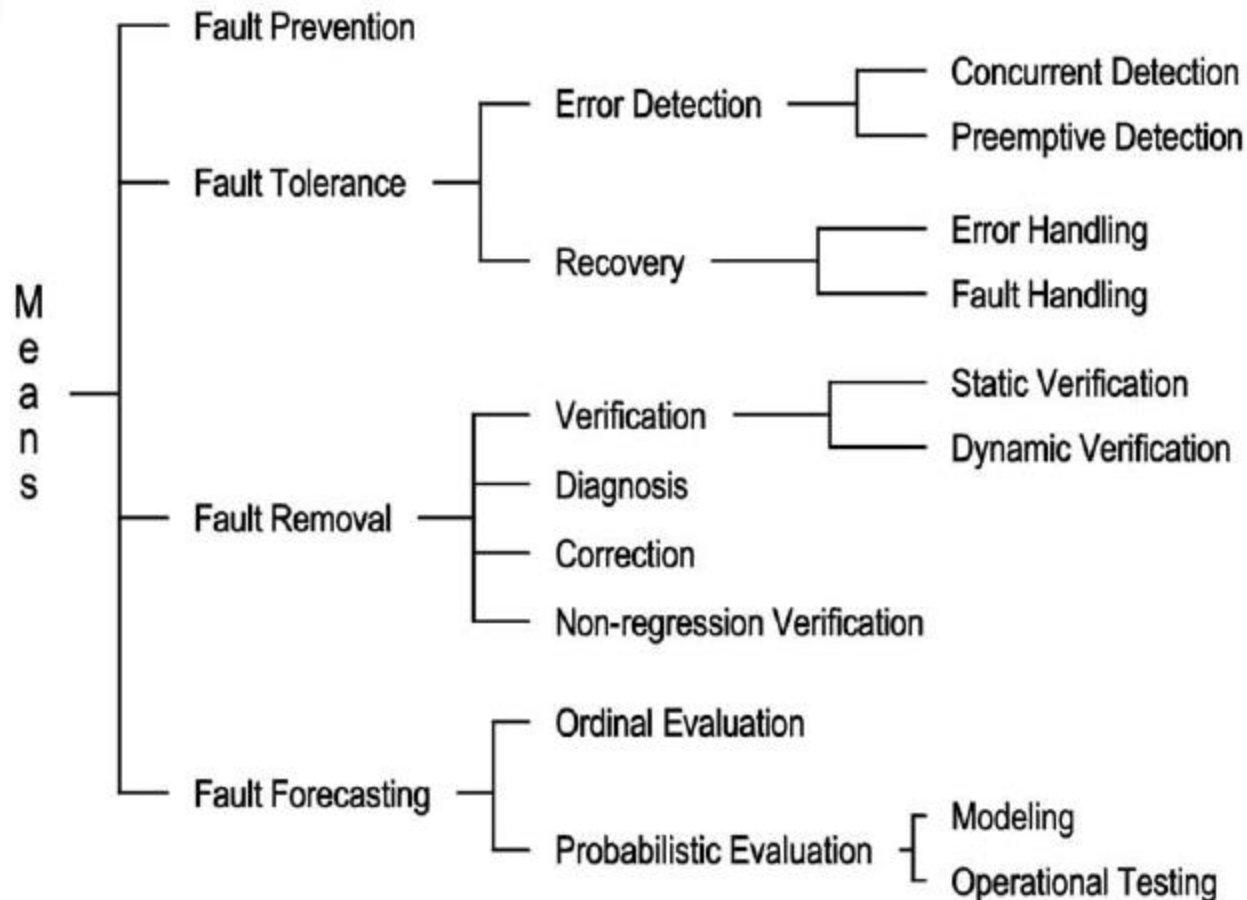 Means
Fault Prevention
Fault Tolerance
Error Detection
Concurrent Detection
Preemptive Detection
Recovery
Error Handling
Fault Handling
Fault Removal
Verification
Static Verification
Dynamic Verification
Diagnosis
Correction
Non-regression Verification
Fault Forecasting
Ordinal Evaluation
Probabilistic Evaluation
Modeling
Operational Testing